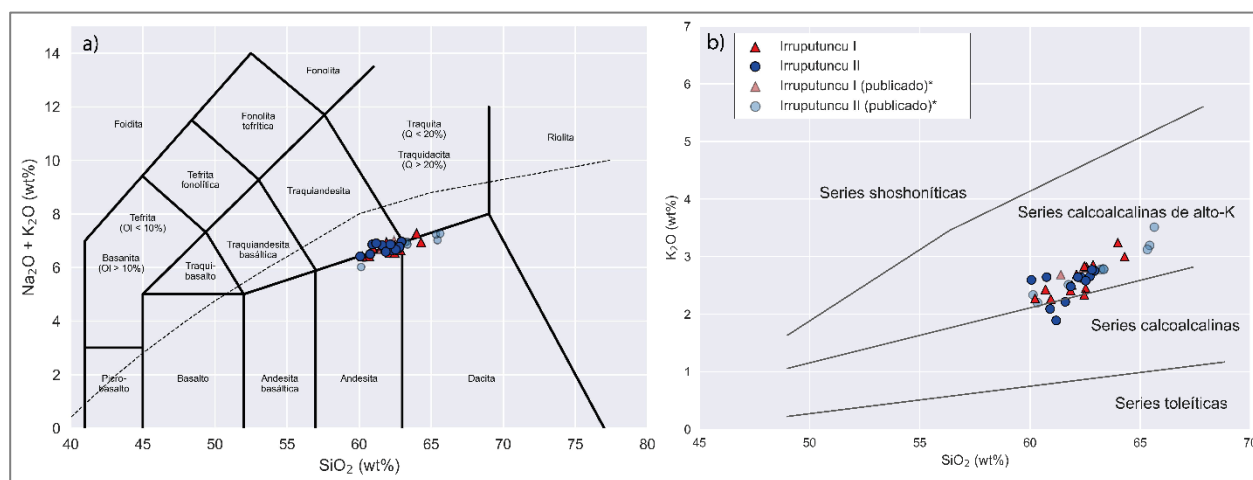 a)
Na₂O + K₂O (wt%)
14
12
10
8
6
4
2
0
40
45
50
55
60
65
70
75
80
SiO₂ (wt%)
Foidita
Fonolita
Fonolita
tefrítica
Tefrita
fonolítica
Tefrita
(Ol < 10%)
Basanita
(Ol > 10%)
Traqui-
basalto
Traquiandesita
basáltica
Traquiandesita
Traquita
(Q < 20%)
Traquidacita
(Q > 20%)
Riolita
Picro-
basalto
Basalto
Andesita
basáltica
Andesita
Dacita
b)
Irruputuncu I
Irruputuncu II
Irruputuncu I (publicado)*
Irruputuncu II (publicado)*
K₂O (wt%)
7
6
5
4
3
2
1
0
45
50
55
60
65
70
SiO₂ (wt%)
Series shoshoníticas
Series calcoalcalinas de alto-K
Series calcoalcalinas
Series toleíticas